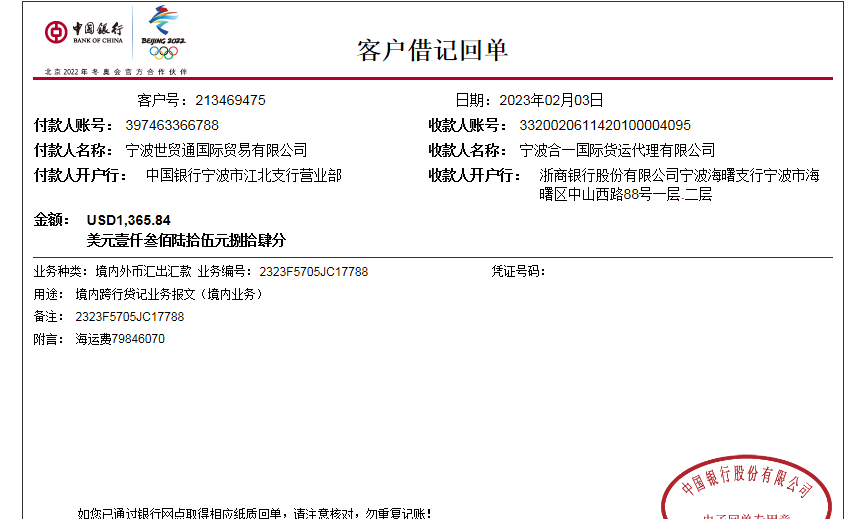 中国银行
BANK OF CHINA
BEIJING 2022
北京2022年冬奥会官方合作伙伴
客户借记回单
客户号：213469475 日期：2023年02月03日
付款人账号：397463366788 收款人账号：3320020611420100004095
付款人名称：宁波世贸通国际贸易有限公司 收款人名称：宁波合一国际货运代理有限公司
付款人开户行：中国银行宁波市江北支行营业部 收款人开户行：浙商银行股份有限公司宁波海曙支行宁波市海
曙区中山西路88号一层.二层
金额：USD1,365.84
美元壹仟叁佰陆拾伍元捌拾肆分
业务种类：境内外币汇出汇款 业务编号：2323F5705JC17788 凭证号码：
用途：境内跨行贷记业务报文（境内业务）
备注：2323F5705JC17788
附言：海运费79846070
中国银行股份有限公司
电子回单专用章
如您已通过银行网点取得相应纸质回单，请注意核对，勿重复记账！